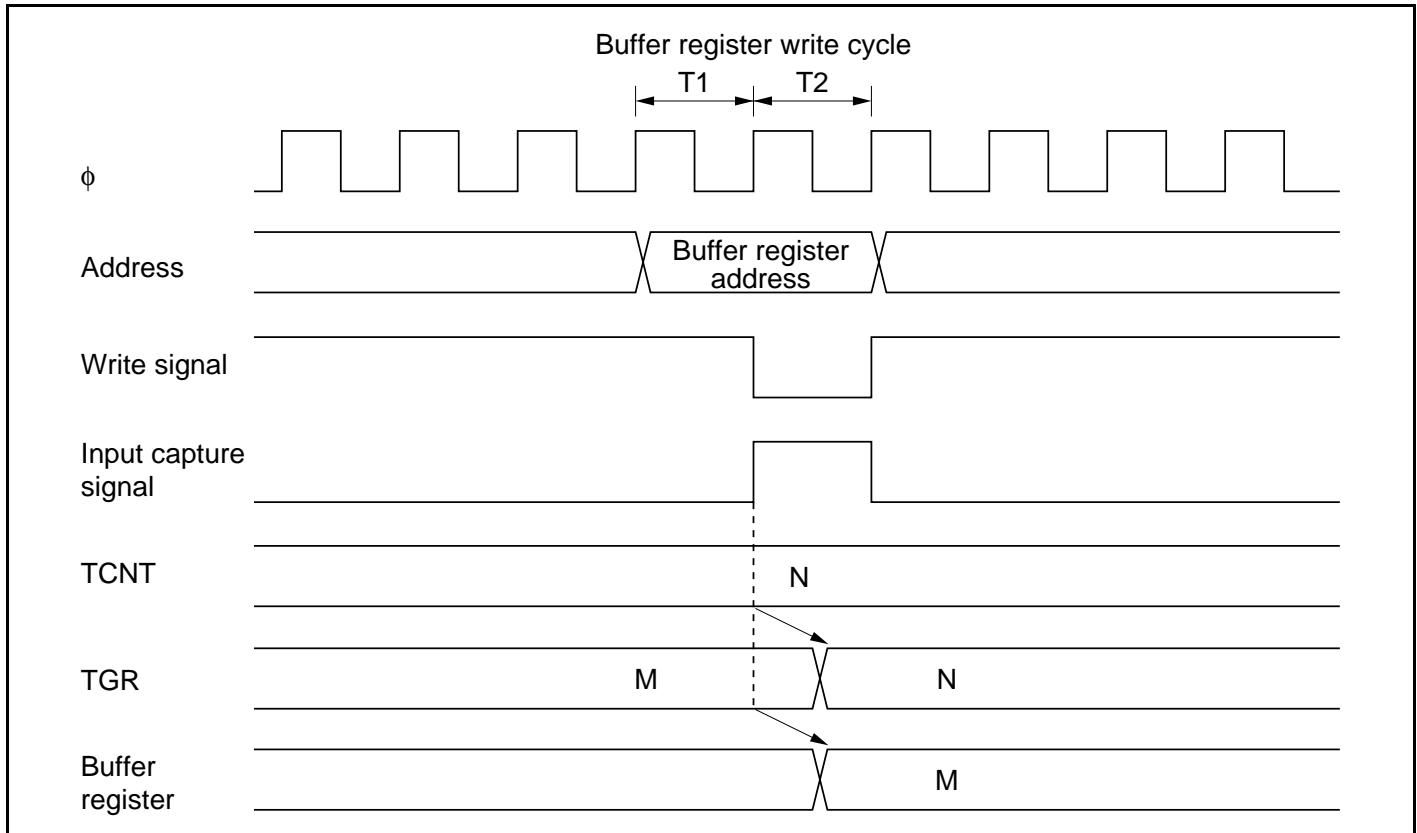 Buffer register write cycle
T1 T2
ϕ
Address
Buffer register
address
Write signal
Input capture
signal
TCNT
N
TGR
M N
Buffer
register
M